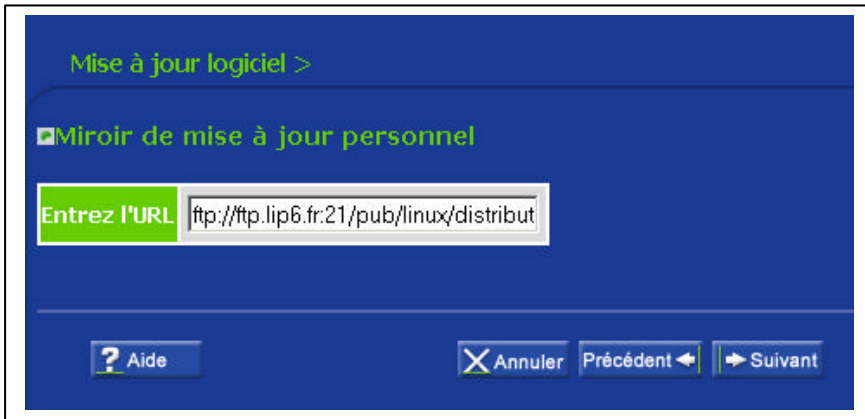 Mise à jour logiciel >
Miroir de mise à jour personnel
Entrez l'URL ftp://ftp.lip6.fr:21/pub/linux/distribut
? Aide Annuler Précédent Suivant